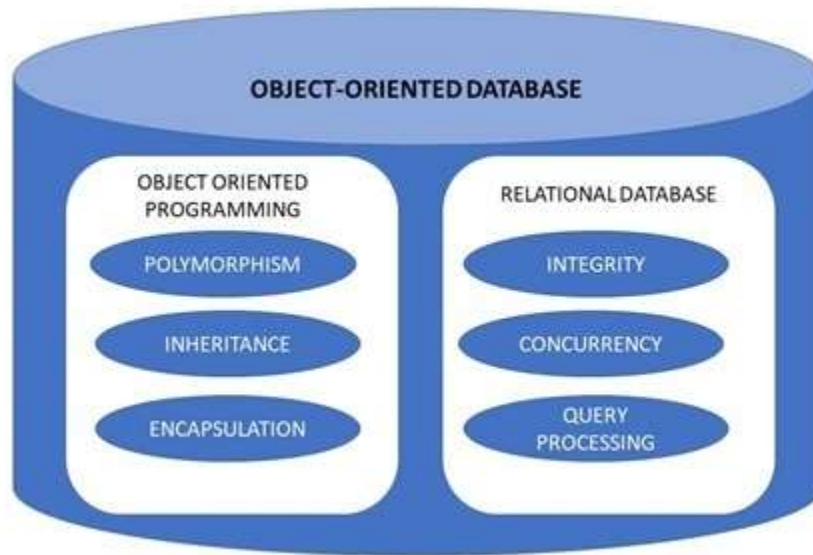 OBJECT-ORIENTED DATABASE
OBJECT ORIENTED
PROGRAMMING
POLYMORPHISM
INHERITANCE
ENCAPSULATION
RELATIONAL DATABASE
INTEGRITY
CONCURRENCY
QUERY
PROCESSING